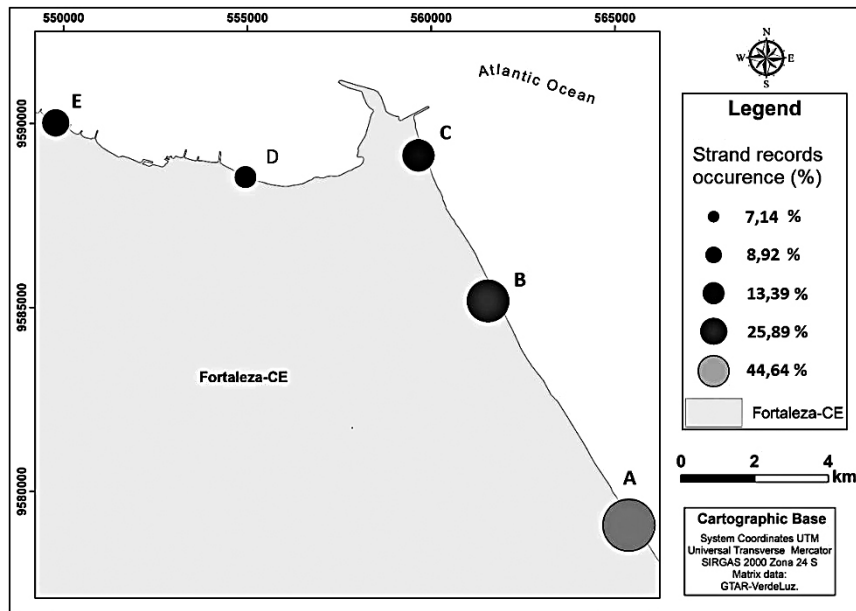 550000
555000
560000
565000
9590000
9585000
9580000
Atlantic Ocean
E
D
C
B
A
Fortaleza-CE
N
W E
S
Legend
Strand records
occurence (%)
7,14 %
8,92 %
13,39 %
25,89 %
44,64 %
Fortaleza-CE
0 2 4
km
Cartographic Base
System Coordinates UTM
Universal Transverse Mercator
SIRGAS 2000 Zona 24 S
Matrix data:
GTAR-VerdeLuz.